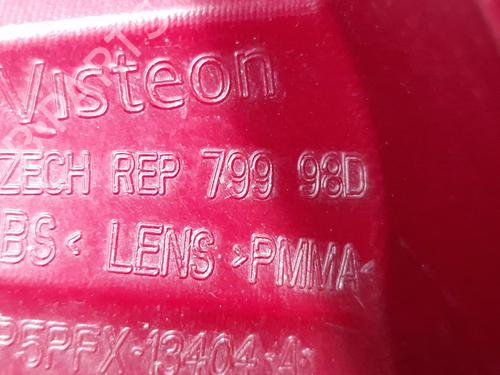 Visteon
ZECH REP 799 98D
BS< LENS >PMMA<
P5PFX-13404-A